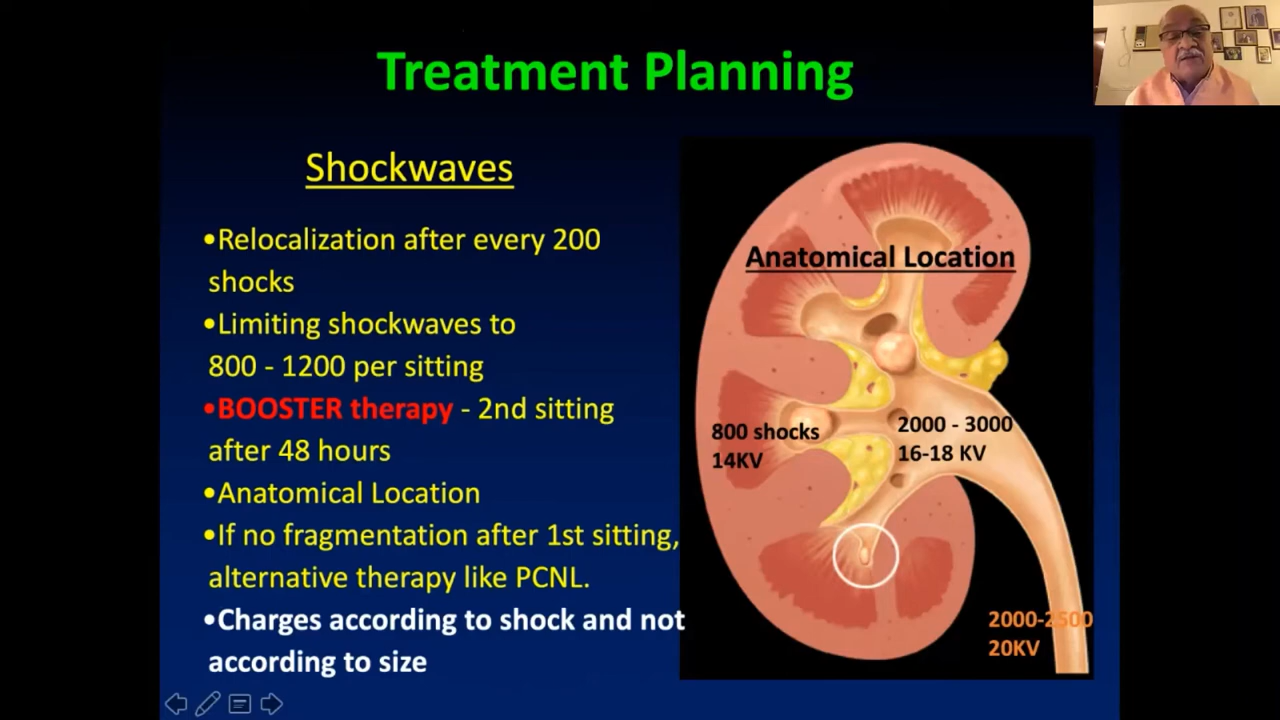 Treatment Planning
Shockwaves
•Relocalization after every 200
shocks
•Limiting shockwaves to
800 - 1200 per sitting
•BOOSTER therapy - 2nd sitting
after 48 hours
•Anatomical Location
•If no fragmentation after 1st sitting,
alternative therapy like PCNL.
•Charges according to shock and not
according to size
Anatomical Location
800 shocks
14KV
2000 - 3000
16-18 KV
2000-2500
20KV